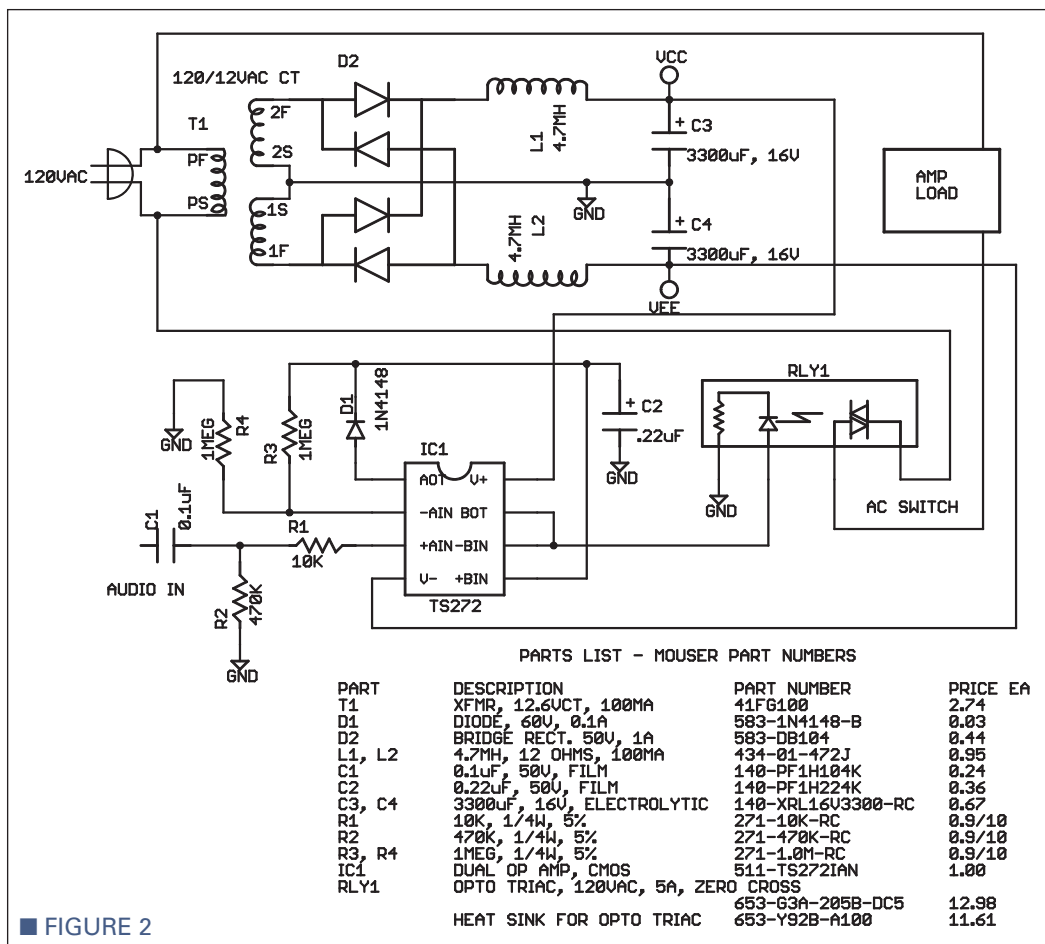 120/12VAC CT
D2
VCC
T1
2F
2S
PF
PS
120VAC
1S
1F
L1
4.7MH
4.7MH
L2
+ C3
3300uF, 16V
GND
+ C4
3300uF, 16V
VEE
AMP
LOAD
RLY1
GND
1MEG
R4
R3
1MEG
D1
1N4148
+ C2
.22uF
GND
IC1
AOT V+
-AIN BOT
+AIN -BIN
V- +BIN
TS272
GND
AC SWITCH
C1
0.1uF
R1
10K
AUDIO IN
R2
470K
GND
PARTS LIST - MOUSER PART NUMBERS
PART DESCRIPTION PART NUMBER PRICE EA
T1 XFMR, 12.6VCT, 100MA 41FG100 2.74
D1 DIODE, 60V, 0.1A 583-1N4148-B 0.03
D2 BRIDGE RECT. 50V, 1A 583-DB104 0.44
L1, L2 4.7MH, 12 OHMS, 100MA 434-01-472J 0.95
C1 0.1uF, 50V, FILM 140-PF1H104K 0.24
C2 0.22uF, 50V, FILM 140-PF1H224K 0.36
C3, C4 3300uF, 16V, ELECTROLYTIC 140-XRL16V3300-RC 0.67
R1 10K, 1/4W, 5% 271-10K-RC 0.9/10
R2 470K, 1/4W, 5% 271-470K-RC 0.9/10
R3, R4 1MEG, 1/4W, 5% 271-1.0M-RC 0.9/10
IC1 DUAL OP AMP, CMOS 511-TS272IAN 1.00
RLY1 OPTO TRIAC, 120VAC, 5A, ZERO CROSS
653-G3A-205B-DC5 12.98
HEAT SINK FOR OPTO TRIAC 653-Y92B-A100 11.61
■ FIGURE 2